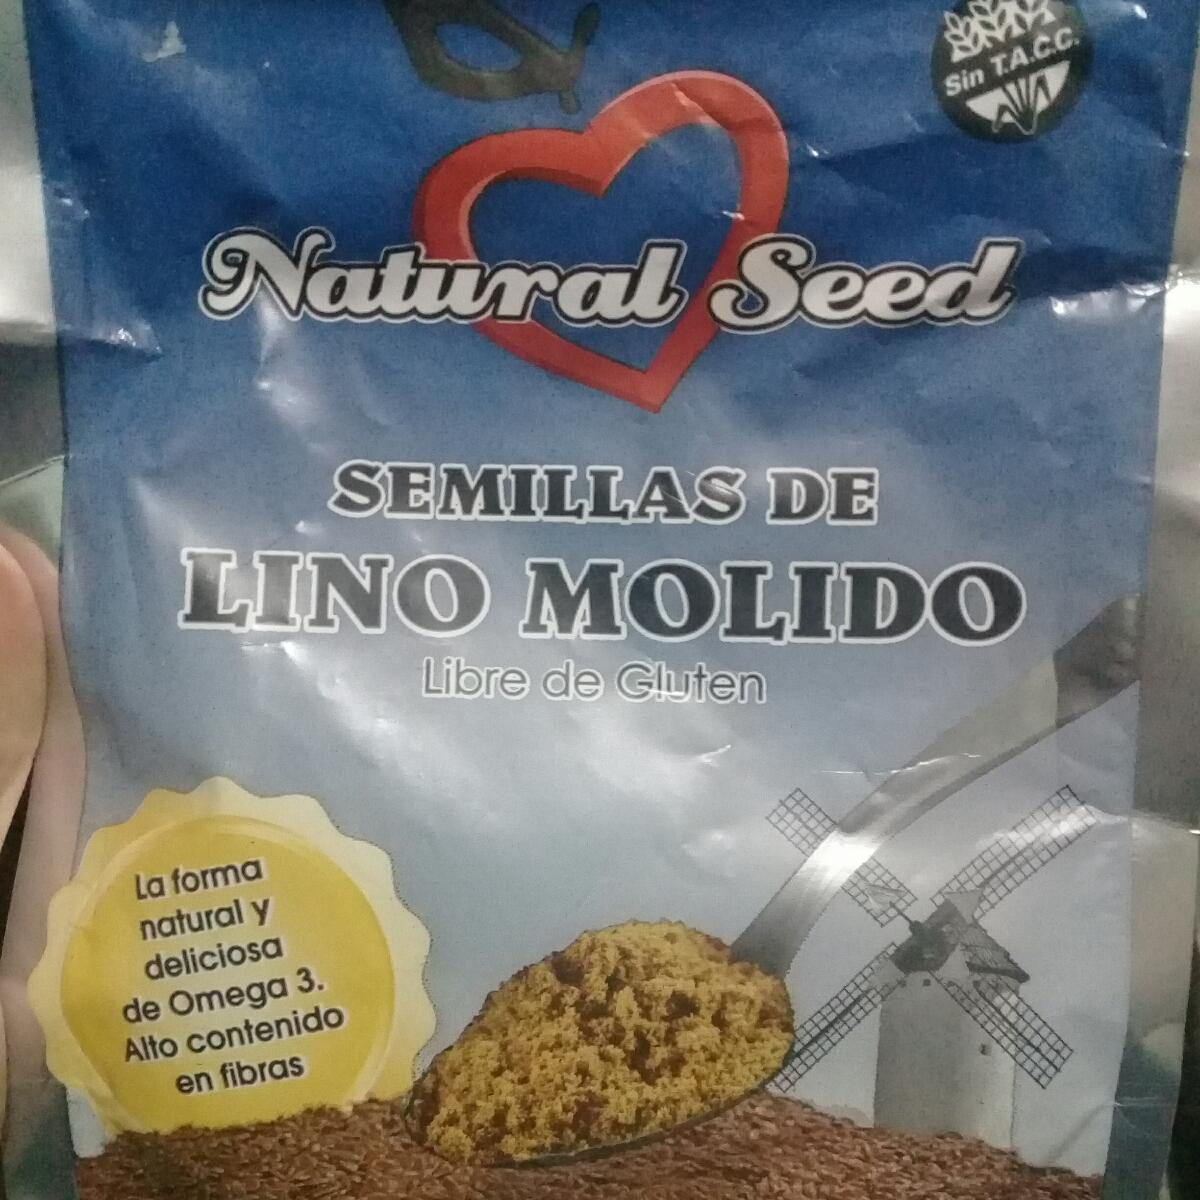 Sin T.A.C.C.
Natural Seed
SEMILLAS DE
LINO MOLIDO
Libre de Gluten
La forma
natural y
deliciosa
de Omega 3.
Alto contenido
en fibras